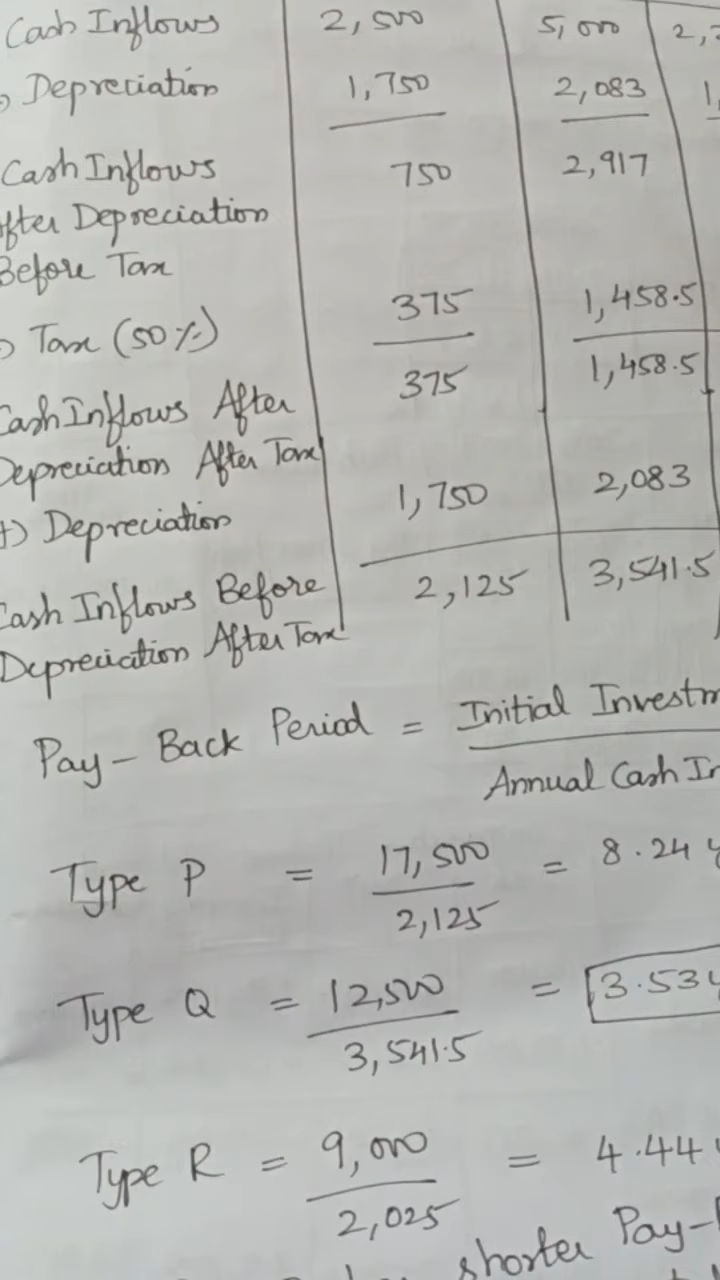 Cash Inflows 2,500 5,000 2,
Depreciation 1,750 2,083 1,
Cash Inflows 750 2,917
After Depreciation
Before Tax
Tax (50%) 375 1,458.5
Cash Inflows After 375 1,458.5
Depreciation After Tax
+) Depreciation 1,750 2,083
Cash Inflows Before 2,125 3,541.5
Depreciation After Tax
Pay-Back Period = Initial Investm
Annual Cash In
Type P = 17,500 = 8.24 y
2,125
Type Q = 12,500 = 3.53 y
3,541.5
Type R = 9,000 = 4.44
2,025
shorter Pay-